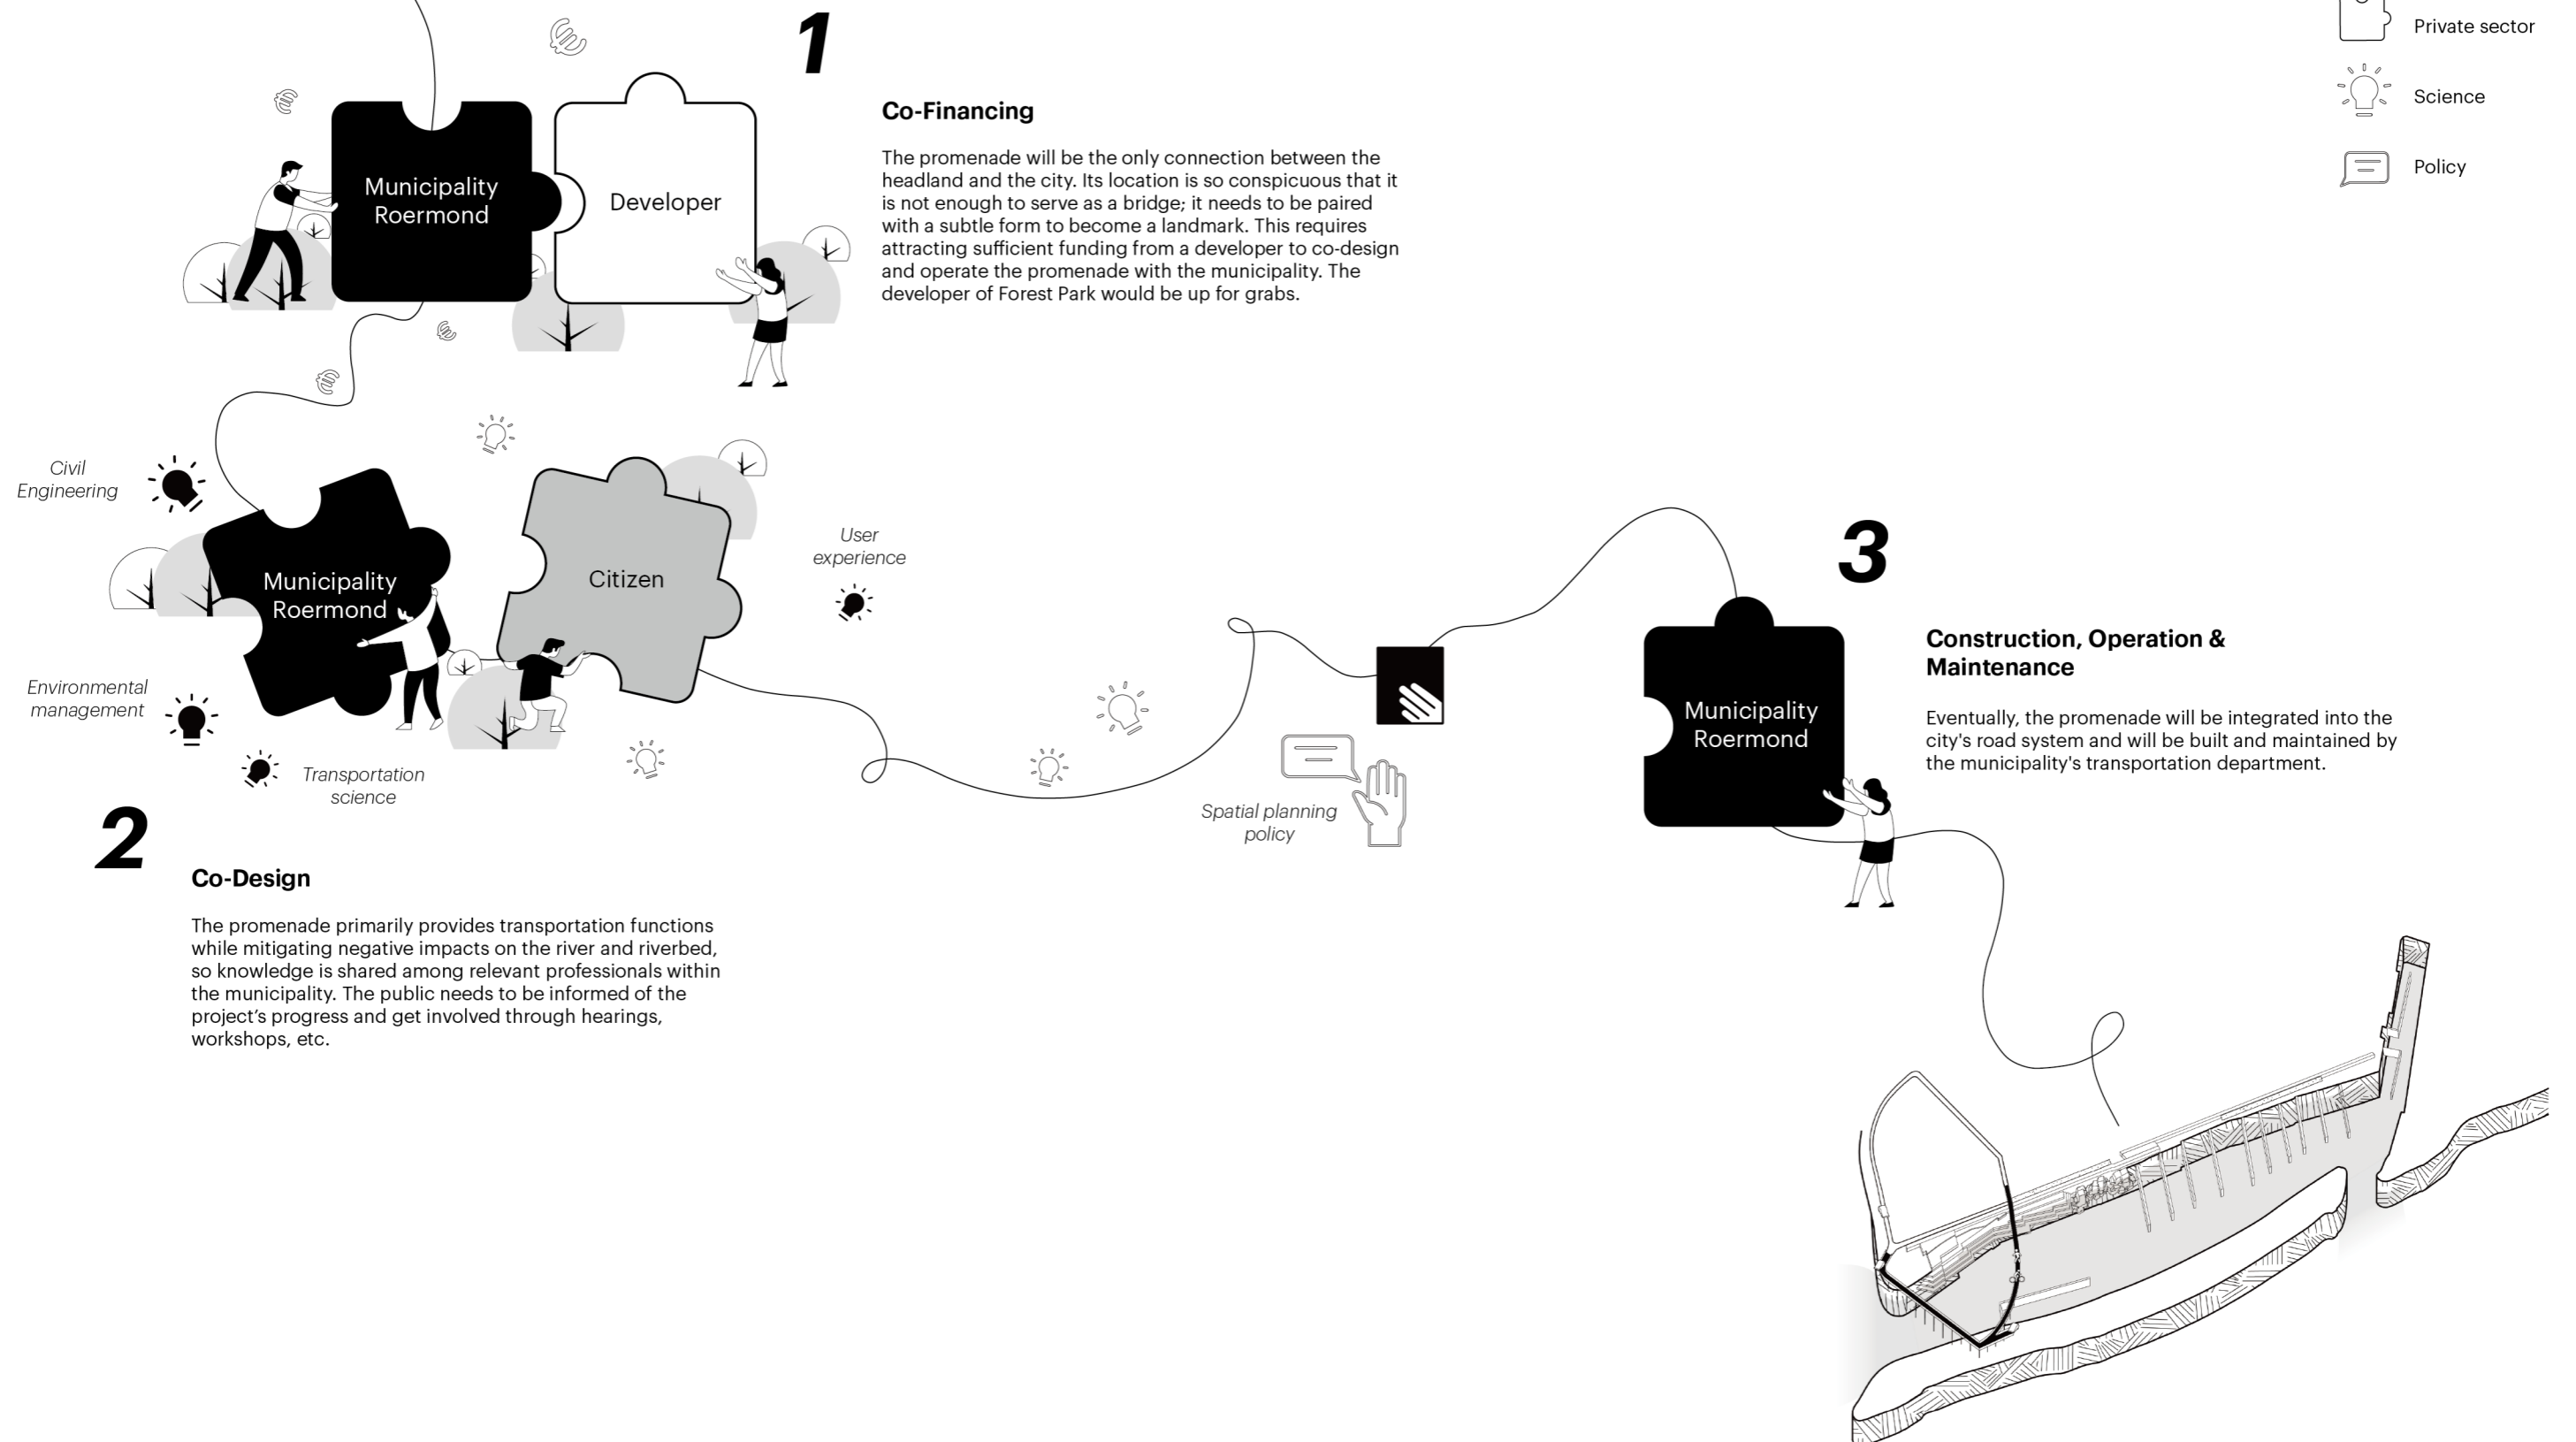 1
Co-Financing
The promenade will be the only connection between the
headland and the city. Its location is so conspicuous that it
is not enough to serve as a bridge; it needs to be paired
with a subtle form to become a landmark. This requires
attracting sufficient funding from a developer to co-design
and operate the promenade with the municipality. The
developer of Forest Park would be up for grabs.
Municipality
Roermond
Developer
€
€
€
€
Private sector
Science
Policy
Civil
Engineering
Municipality
Roermond
Citizen
User
experience
Environmental
management
Transportation
science
2
Co-Design
The promenade primarily provides transportation functions
while mitigating negative impacts on the river and riverbed,
so knowledge is shared among relevant professionals within
the municipality. The public needs to be informed of the
project’s progress and get involved through hearings,
workshops, etc.
Spatial planning
policy
Municipality
Roermond
3
Construction, Operation &
Maintenance
Eventually, the promenade will be integrated into the
city's road system and will be built and maintained by
the municipality's transportation department.